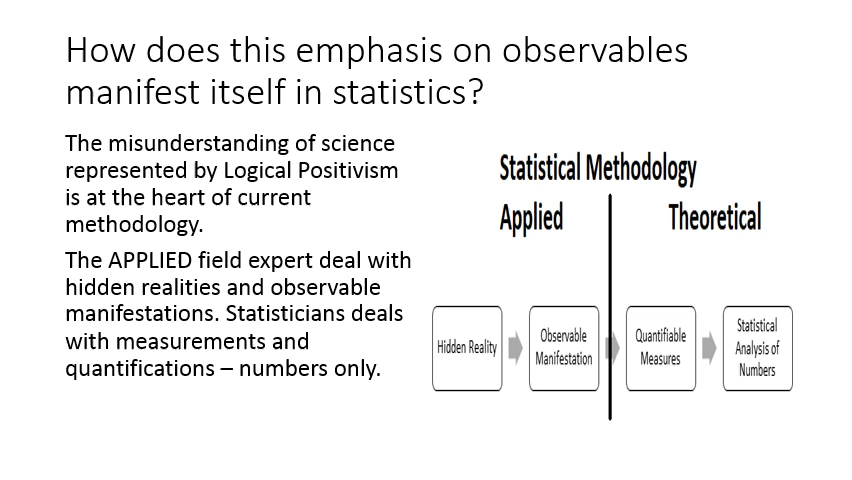 How does this emphasis on observables
manifest itself in statistics?
The misunderstanding of science
represented by Logical Positivism
is at the heart of current
methodology.
The APPLIED field expert deal with
hidden realities and observable
manifestations. Statisticians deals
with measurements and
quantifications – numbers only.
Statistical Methodology
Applied
Theoretical
Hidden Reality
Observable
Manifestation
Quantifiable
Measures
Statistical
Analysis of
Numbers